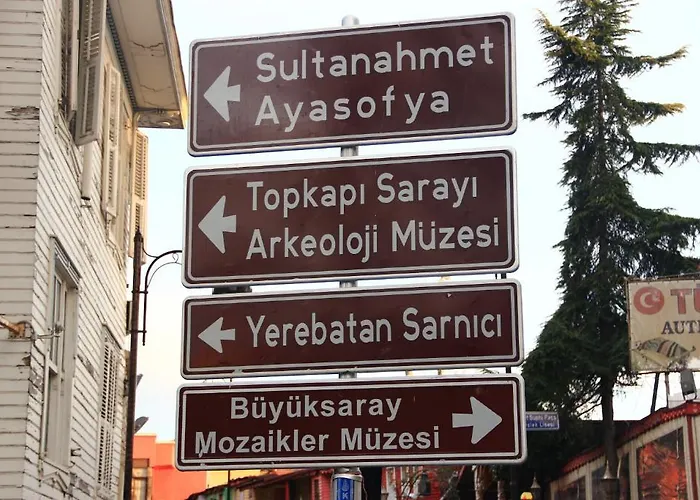 Sultanahmet
Ayasofya
Topkapı Sarayı
Arkeoloji Müzesi
Yerebatan Sarnıcı
Büyüksaray
Mozaikler Müzesi